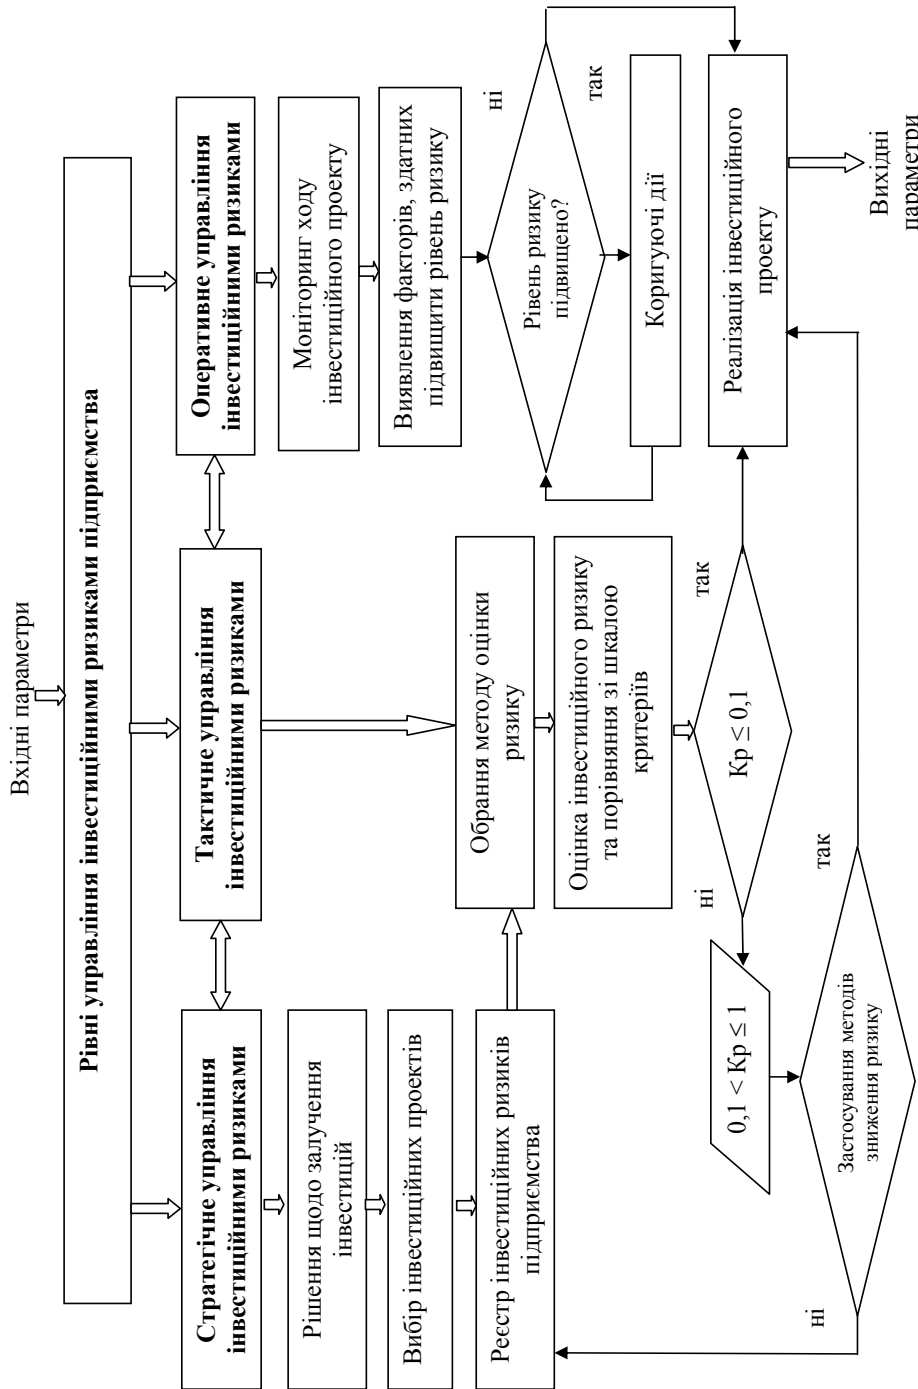 Вхідні параметри
Рівні управління інвестиційними ризиками підприємства
Стратегічне управління
інвестиційними ризиками
Рішення щодо залучення
інвестицій
Вибір інвестиційних проектів
Реєстр інвестиційних ризиків
підприємства
Тактичне управління
інвестиційними ризиками
Обрання методу оцінки
ризику
Оцінка інвестиційного ризику
та порівняння зі шкалою
критеріїв
Кр ≤ 0,1
ні
так
0,1 < Кр ≤ 1
Застосування методів
зниження ризику
ні
так
Оперативне управління
інвестиційними ризиками
Моніторинг ходу
інвестиційного проекту
Виявлення факторів, здатних
підвищити рівень ризику
Рівень ризику
підвищено?
ні
так
Коригуючі дії
Реалізація інвестиційного
проекту
Вихідні
параметри